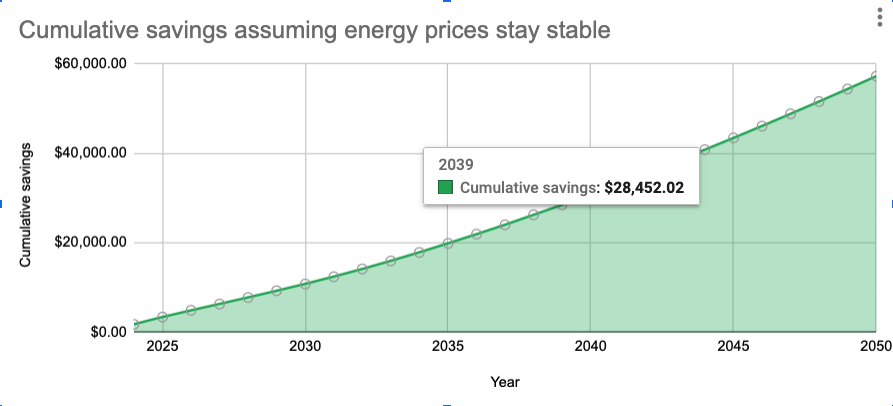 Cumulative savings assuming energy prices stay stable
$60,000.00
$40,000.00
$20,000.00
$0.00
Cumulative savings
2039
Cumulative savings: $28,452.02
2025
2030
2035
2040
2045
2050
Year